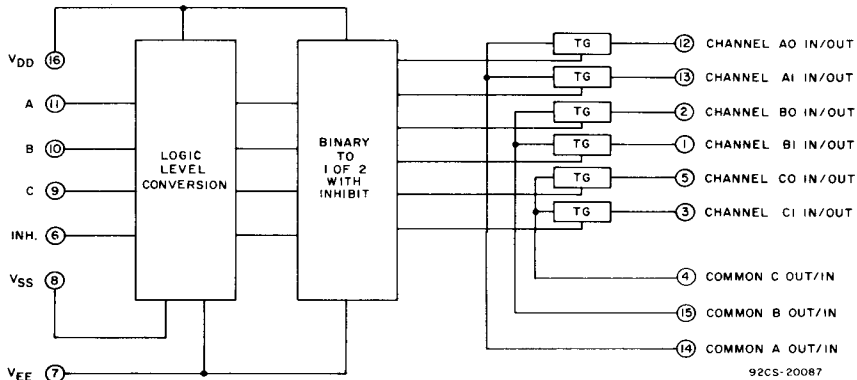 VDD 16
A 11
B 10
C 9
INH. 6
VSS 8
VEE 7
LOGIC
LEVEL
CONVERSION
BINARY
TO
1 OF 2
WITH
INHIBIT
TG 12 CHANNEL A0 IN/OUT
TG 13 CHANNEL A1 IN/OUT
TG 2 CHANNEL B0 IN/OUT
TG 1 CHANNEL B1 IN/OUT
TG 5 CHANNEL C0 IN/OUT
TG 3 CHANNEL C1 IN/OUT
4 COMMON C OUT/IN
15 COMMON B OUT/IN
14 COMMON A OUT/IN
92CS-20087